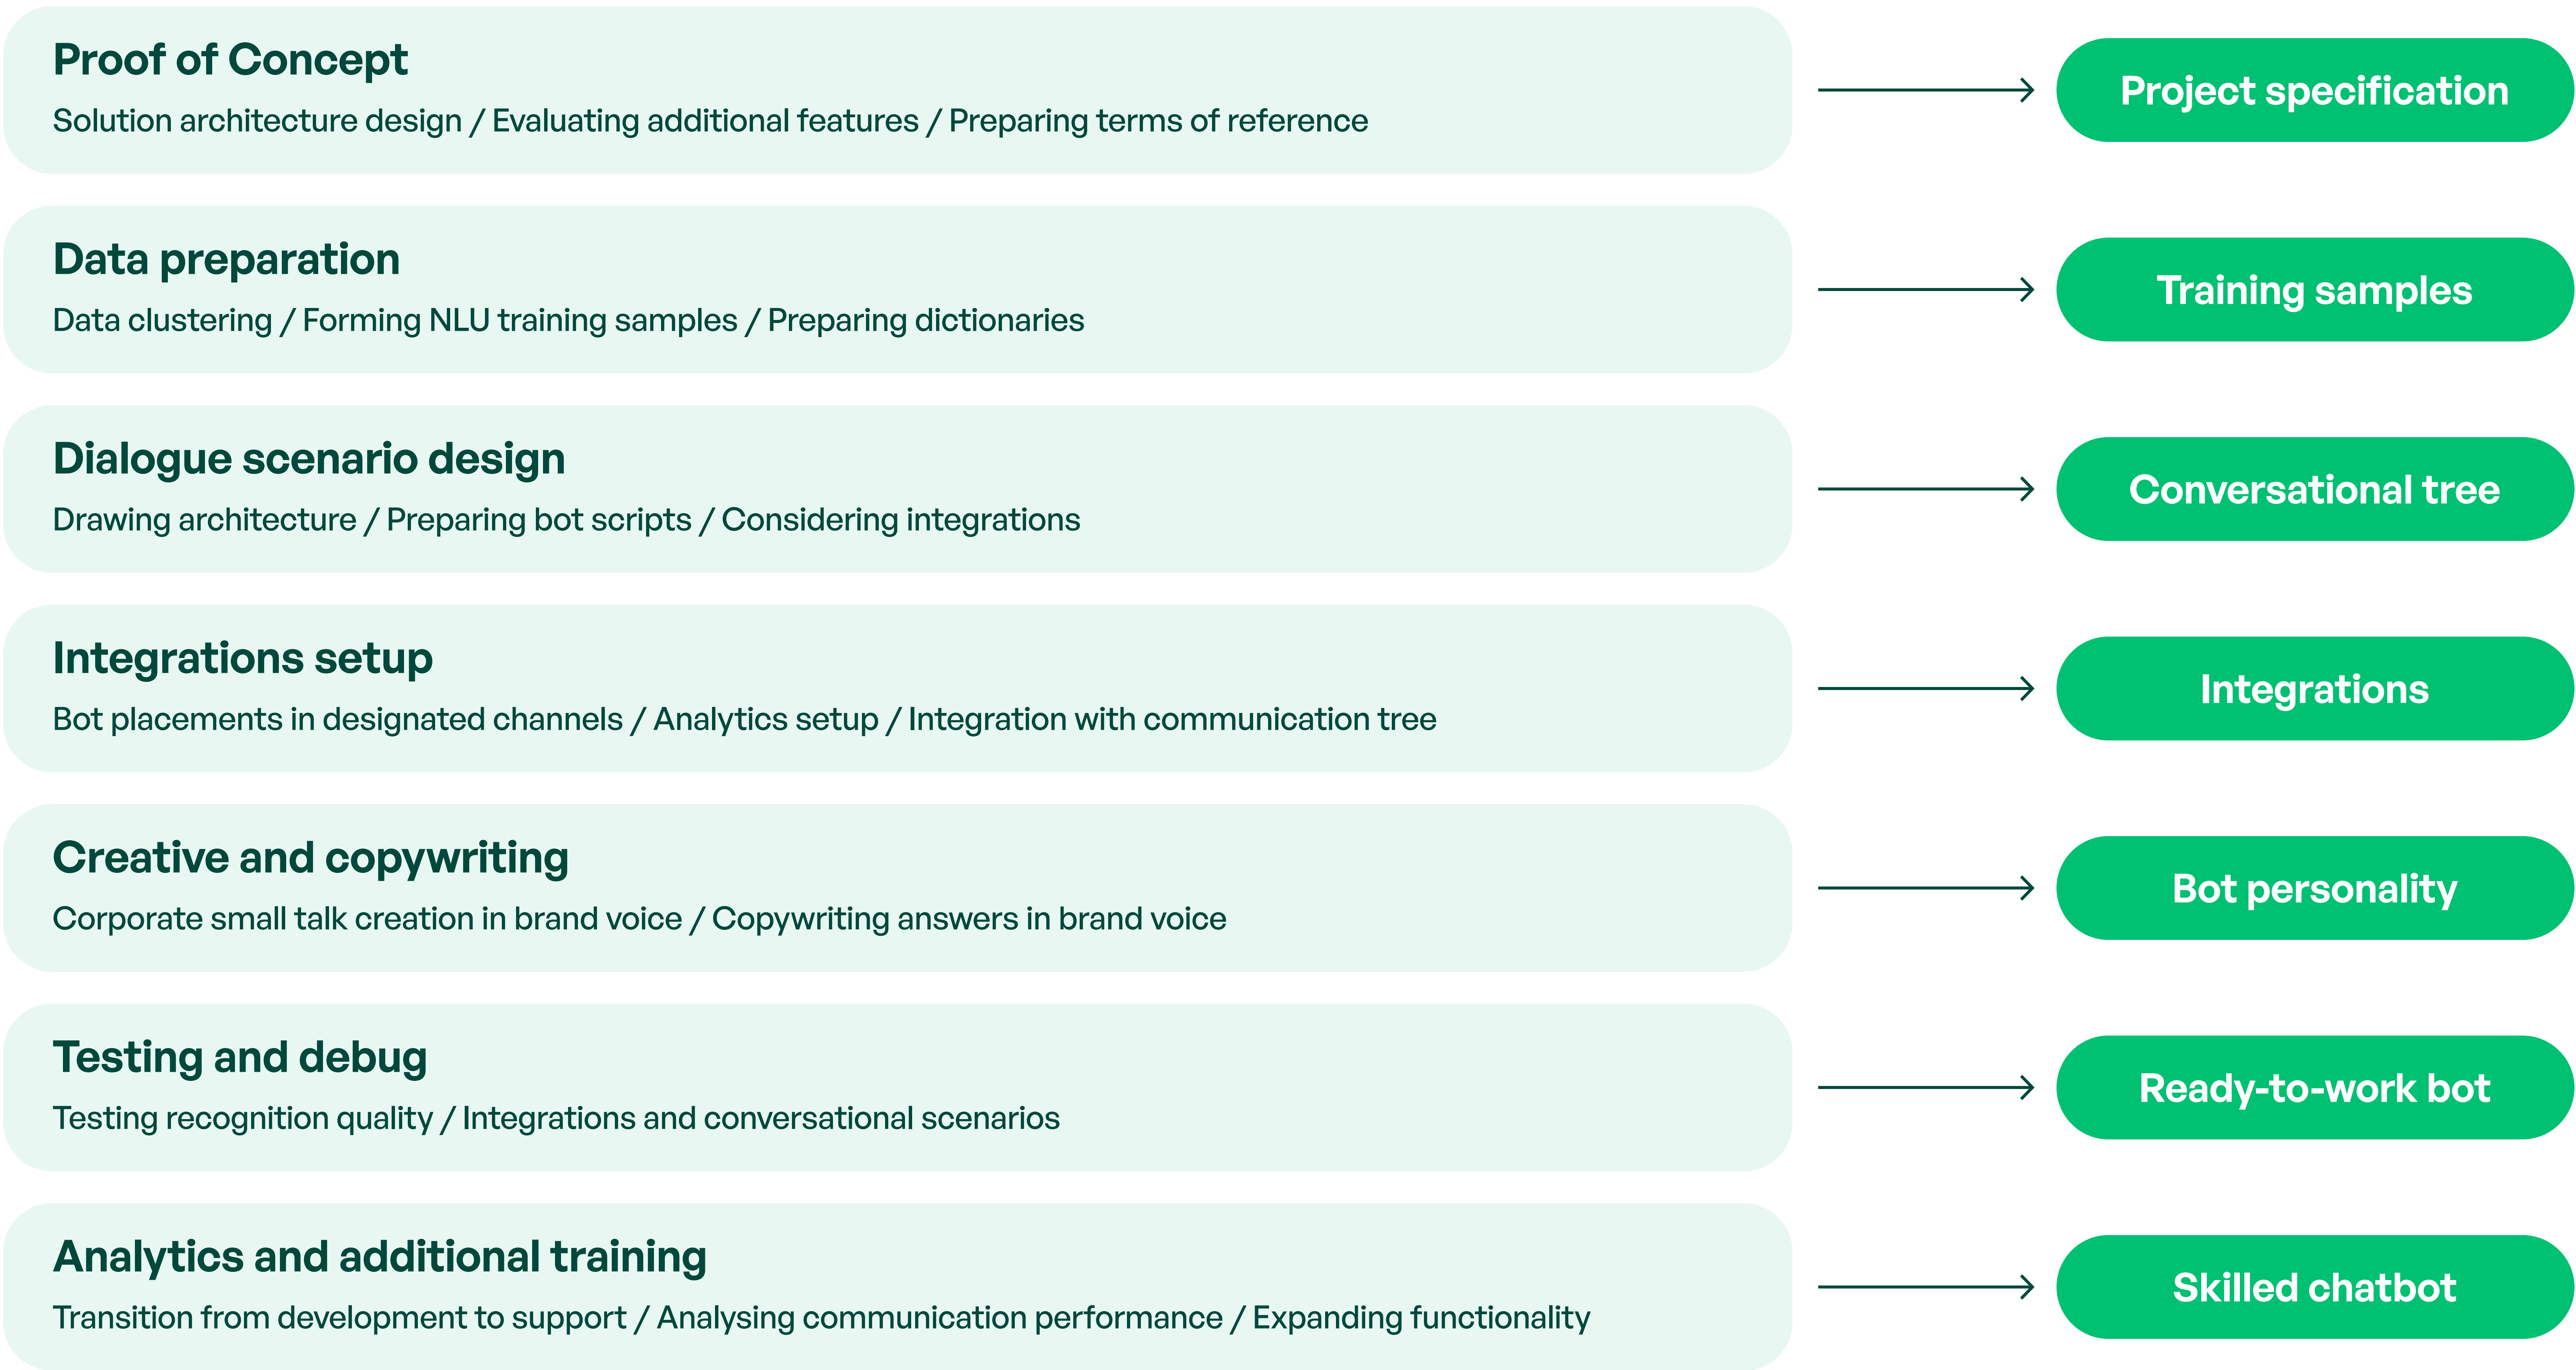 Proof of Concept
Solution architecture design / Evaluating additional features / Preparing terms of reference
Project specification
Data preparation
Data clustering / Forming NLU training samples / Preparing dictionaries
Training samples
Dialogue scenario design
Drawing architecture / Preparing bot scripts / Considering integrations
Conversational tree
Integrations setup
Bot placements in designated channels / Analytics setup / Integration with communication tree
Integrations
Creative and copywriting
Corporate small talk creation in brand voice / Copywriting answers in brand voice
Bot personality
Testing and debug
Testing recognition quality / Integrations and conversational scenarios
Ready-to-work bot
Analytics and additional training
Transition from development to support / Analysing communication performance / Expanding functionality
Skilled chatbot